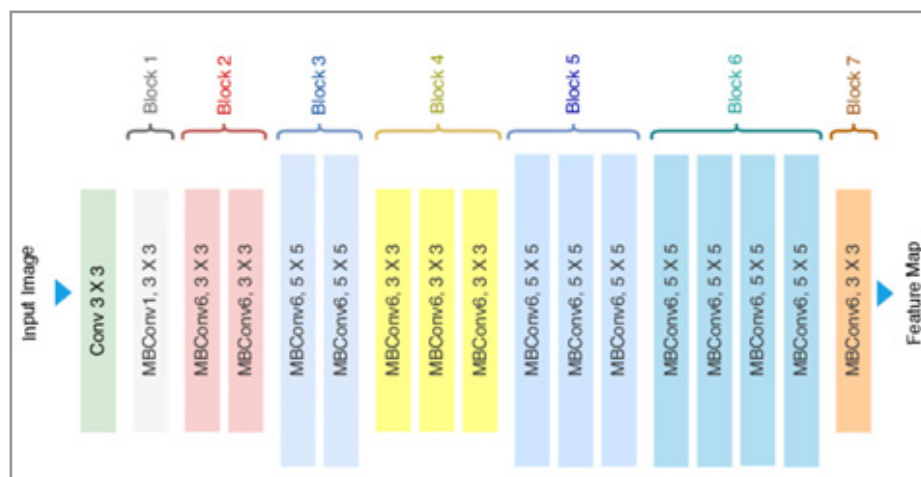 Block 1
Block 2
Block 3
Block 4
Block 5
Block 6
Block 7
Input Image
Conv 3 X 3
MBConv1, 3 X 3
MBConv6, 3 X 3
MBConv6, 3 X 3
MBConv6, 5 X 5
MBConv6, 5 X 5
MBConv6, 3 X 3
MBConv6, 3 X 3
MBConv6, 3 X 3
MBConv6, 5 X 5
MBConv6, 5 X 5
MBConv6, 5 X 5
MBConv6, 5 X 5
MBConv6, 5 X 5
MBConv6, 5 X 5
MBConv6, 5 X 5
MBConv6, 3 X 3
Feature Map